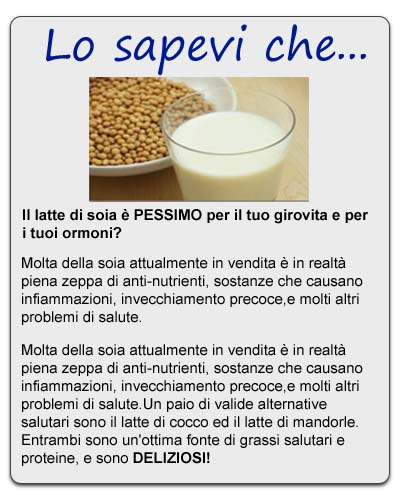 Lo sapevi che...
Il latte di soia è PESSIMO per il tuo girovita e per
i tuoi ormoni?
Molta della soia attualmente in vendita è in realtà
piena zeppa di anti-nutrienti, sostanze che causano
infiammazioni, invecchiamento precoce,e molti altri
problemi di salute.
Molta della soia attualmente in vendita è in realtà
piena zeppa di anti-nutrienti, sostanze che causano
infiammazioni, invecchiamento precoce,e molti altri
problemi di salute.Un paio di valide alternative
salutari sono il latte di cocco ed il latte di mandorle.
Entrambi sono un'ottima fonte di grassi salutari e
proteine, e sono DELIZIOSI!